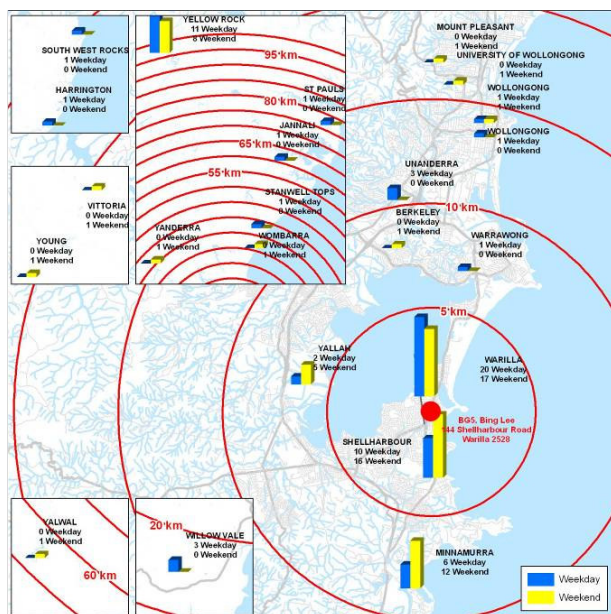 SOUTH WEST ROCKS
1 Weekday
0 Weekend
HARRINGTON
1 Weekday
0 Weekend
YELLOW ROCK
11 Weekday
8 Weekend
95 km
ST PAULS
1 Weekday
0 Weekend
80 km
JANNALI
1 Weekday
0 Weekend
65 km
55 km
STANWELL TOPS
1 Weekday
0 Weekend
YANDERRA
0 Weekday
1 Weekend
WOMBARRA
0 Weekday
1 Weekend
MOUNT PLEASANT
0 Weekday
1 Weekend
UNIVERSITY OF WOLLONGONG
0 Weekday
1 Weekend
WOLLONGONG
1 Weekday
1 Weekend
WOLLONGONG
1 Weekday
0 Weekend
UNANDERRA
3 Weekday
0 Weekend
10 km
BERKELEY
0 Weekday
1 Weekend
WARRAWONG
1 Weekday
0 Weekend
VITTORIA
0 Weekday
1 Weekend
YOUNG
0 Weekday
1 Weekend
5 km
YALLAH
2 Weekday
5 Weekend
WARILLA
20 Weekday
17 Weekend
BG5, Bing Lee
144 Shellharbour Road,
Warilla 2528
SHELLHARBOUR
10 Weekday
16 Weekend
YALWAL
0 Weekday
1 Weekend
60 km
20 km
WILLOW VALE
3 Weekday
0 Weekend
MINNAMURRA
6 Weekday
12 Weekend
Weekday
Weekend